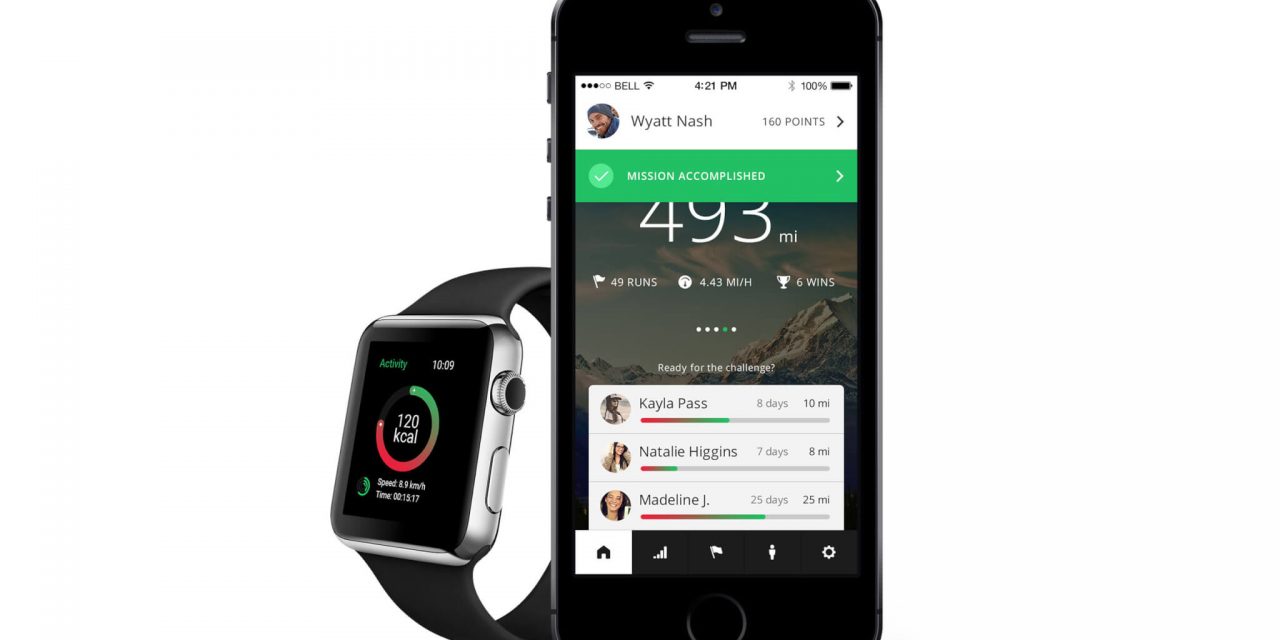 BELL 4:21 PM 100%
Wyatt Nash 160 POINTS
MISSION ACCOMPLISHED
493 mi
49 RUNS 4.43 MI/H 6 WINS
Ready for the challenge?
Kayla Pass 8 days 10 mi
Natalie Higgins 7 days 8 mi
Madeline J. 25 days 25 mi
Activity 10:09
120
kcal
Speed: 8.9 km/h
Time: 00:15:17